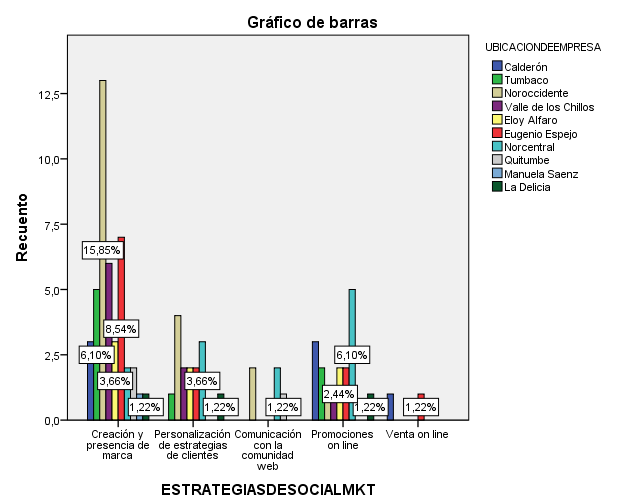 Gráfico de barras
UBICACIONDEEMPRESA
Calderón
Tumbaco
Noroccidente
Valle de los Chillos
Eloy Alfaro
Eugenio Espejo
Norcentral
Quitumbe
Manuela Saenz
La Delicia
Recuento
12,5
10,0
7,5
5,0
2,5
0,0
15,85%
8,54%
6,10%
3,66%
1,22%
3,66%
1,22%
1,22%
6,10%
2,44%
1,22%
1,22%
Creación y
presencia de
marca
Personalización
de estrategias
de clientes
Comunicación
con la
comunidad
web
Promociones
on line
Venta on line
ESTRATEGIASDESOCIALMKT